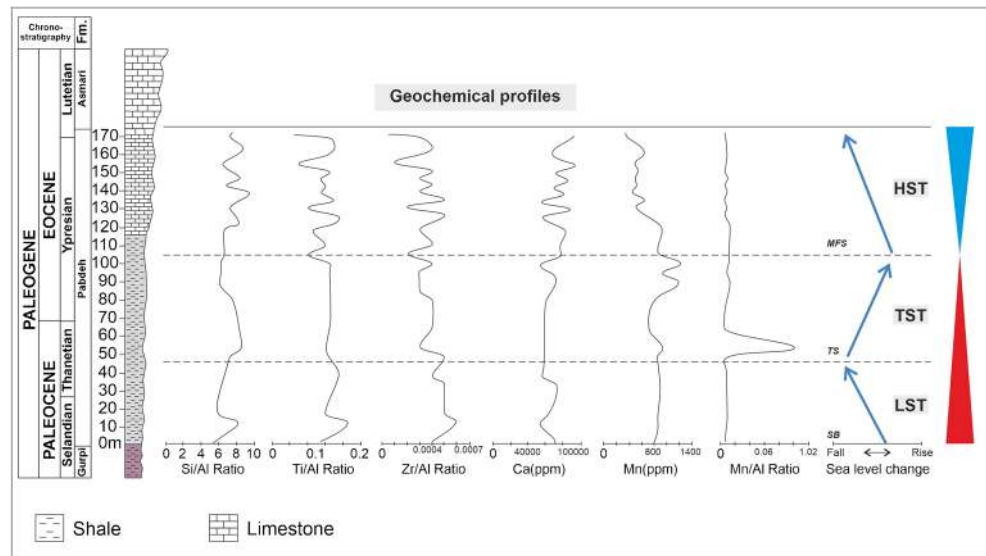 Chrono-
stratigraphy
Fm.
PALEOGENE
EOCENE
PALEOCENE
Lutetian
Ypresian
Thanetian
Selandian
Asmari
Pabdeh
Gurpi
Geochemical profiles
170
160
150
140
130
120
110
100
90
80
70
60
50
40
30
20
10
0m
0 2 4 6 8 10
Si/Al Ratio
0 0.1 0.2
Ti/Al Ratio
0 0.0004 0.0007
Zr/Al Ratio
40000 100000
Ca(ppm)
0 800 1400
Mn(ppm)
0 0.06 1.02
Mn/Al Ratio
HST
MFS
TST
TS
LST
SB
Fall Rise
Sea level change
Shale
Limestone